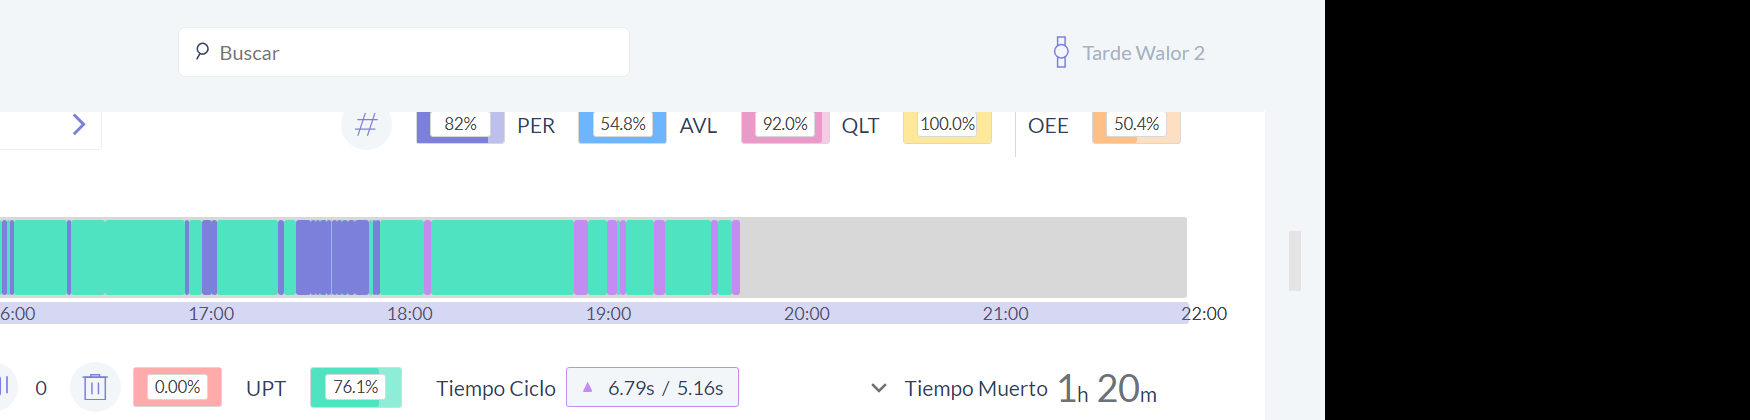 Buscar
Tarde Walor 2
82% PER 54.8% AVL 92.0% QLT 100.0% OEE 50.4%
6:00 17:00 18:00 19:00 20:00 21:00 22:00
0 0.00% UPT 76.1% Tiempo Ciclo 6.79s / 5.16s Tiempo Muerto 1h 20m